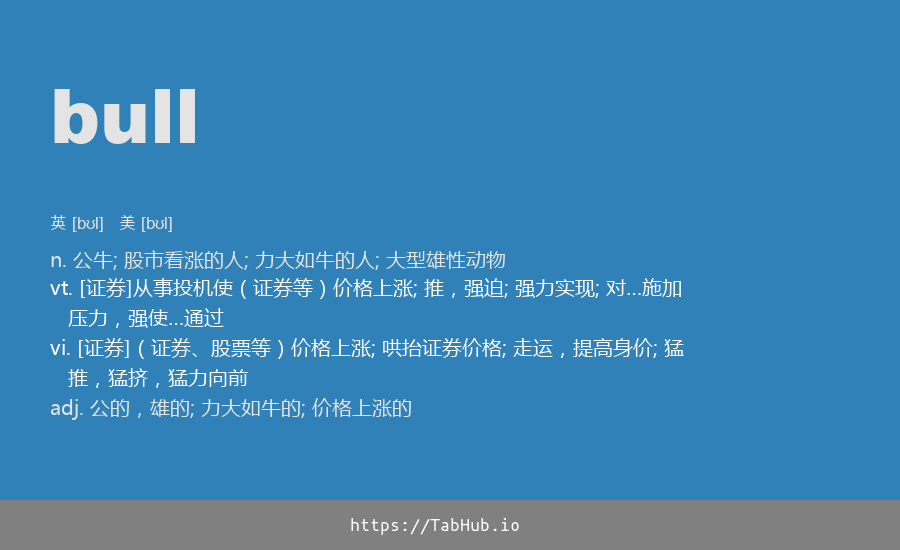 bull
英 [bʊl] 美 [bʊl]
n. 公牛; 股市看涨的人; 力大如牛的人; 大型雄性动物
vt. [证券]从事投机使（证券等）价格上涨; 推，强迫; 强力实现; 对…施加
压力，强使…通过
vi. [证券]（证券、股票等）价格上涨; 哄抬证券价格; 走运，提高身价; 猛
推，猛挤，猛力向前
adj. 公的，雄的; 力大如牛的; 价格上涨的
https://TabHub.io